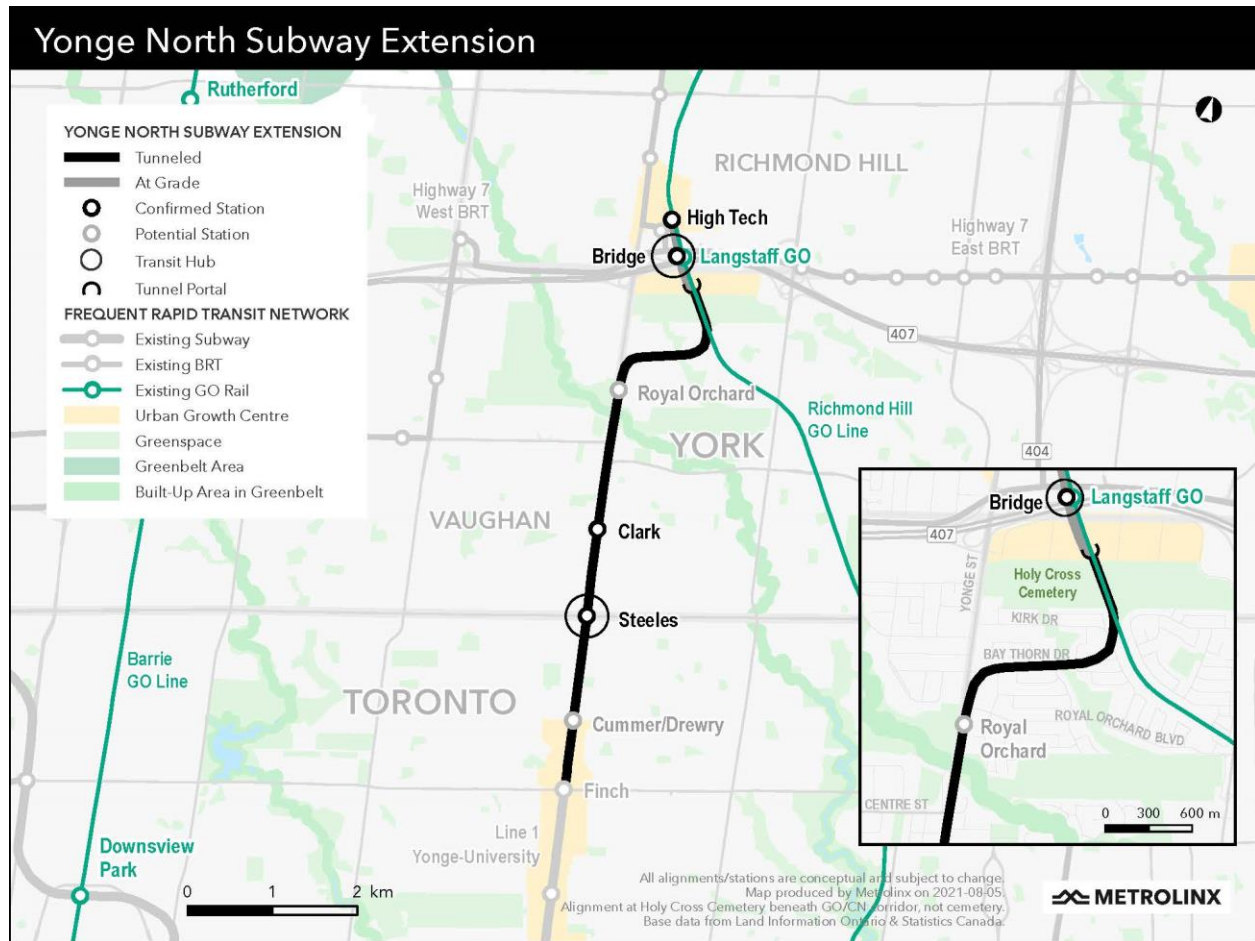 Yonge North Subway Extension
Rutherford
YONGE NORTH SUBWAY EXTENSION
Tunneled
At Grade
Confirmed Station
Potential Station
Transit Hub
Tunnel Portal
FREQUENT RAPID TRANSIT NETWORK
Existing Subway
Existing BRT
Existing GO Rail
Urban Growth Centre
Greenspace
Greenbelt Area
Built-Up Area in Greenbelt
RICHMOND HILL
Highway 7
West BRT
High Tech
Highway 7
East BRT
Bridge
Langstaff GO
407
Royal Orchard
Richmond Hill
GO Line
YORK
404
VAUGHAN
Clark
Steeles
Barrie
GO Line
TORONTO
Cummer/Drewry
Finch
Line 1
Yonge-University
Downsview
Park
0 1 2 km
Bridge
Langstaff GO
407
YONGE ST
Holy Cross
Cemetery
KIRK DR
BAY THORN DR
ROYAL ORCHARD BLVD
Royal
Orchard
CENTRE ST
0 300 600 m
All alignments/stations are conceptual and subject to change.
Map produced by Metrolinx on 2021-08-05.
Alignment at Holy Cross Cemetery beneath GO/CN corridor, not cemetery.
Base data from Land Information Ontario & Statistics Canada.
METROLINX